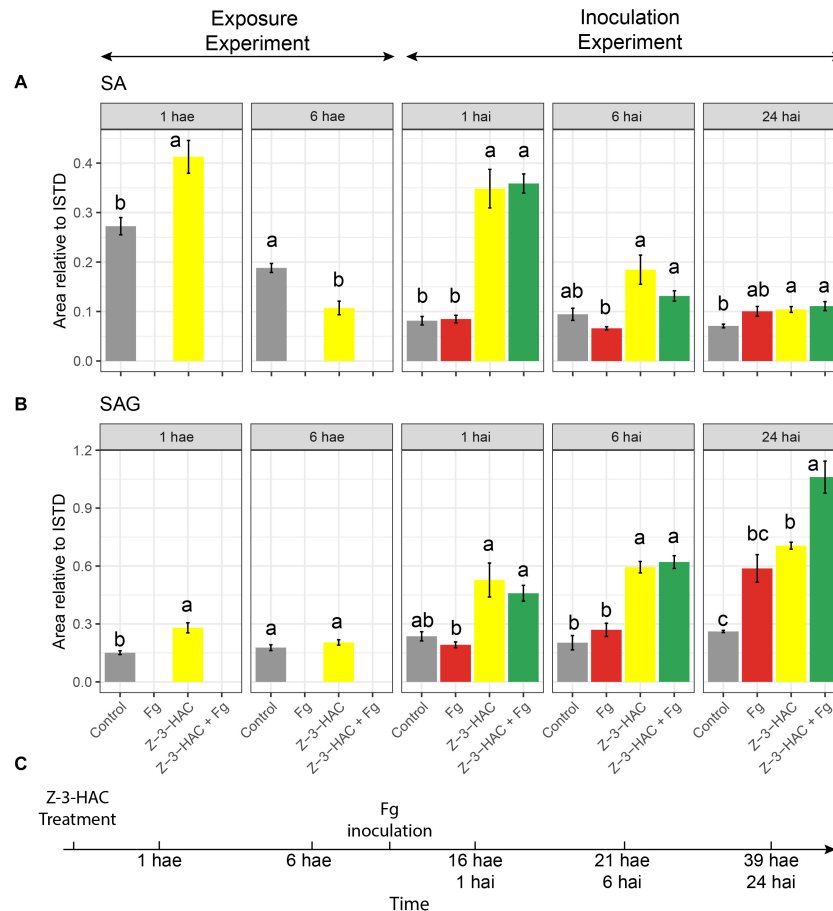 Exposure
Experiment
Inoculation
Experiment
A SA
1 hae 6 hae 1 hai 6 hai 24 hai
Area relative to ISTD
0.4
0.3
0.2
0.1
0.0
b a
a b
b b a a
ab b a a
b ab a a
B SAG
1 hae 6 hae 1 hai 6 hai 24 hai
Area relative to ISTD
1.2
0.9
0.6
0.3
0.0
b a
a a
ab b a a
b b a a
c bc b a
Control Fg Z-3-HAC Z-3-HAC + Fg Control Fg Z-3-HAC Z-3-HAC + Fg Control Fg Z-3-HAC Z-3-HAC + Fg Control Fg Z-3-HAC Z-3-HAC + Fg Control Fg Z-3-HAC Z-3-HAC + Fg
C
Z-3-HAC
Treatment
Fg
inoculation
1 hae 6 hae 16 hae 21 hae 39 hae
1 hai 6 hai 24 hai
Time